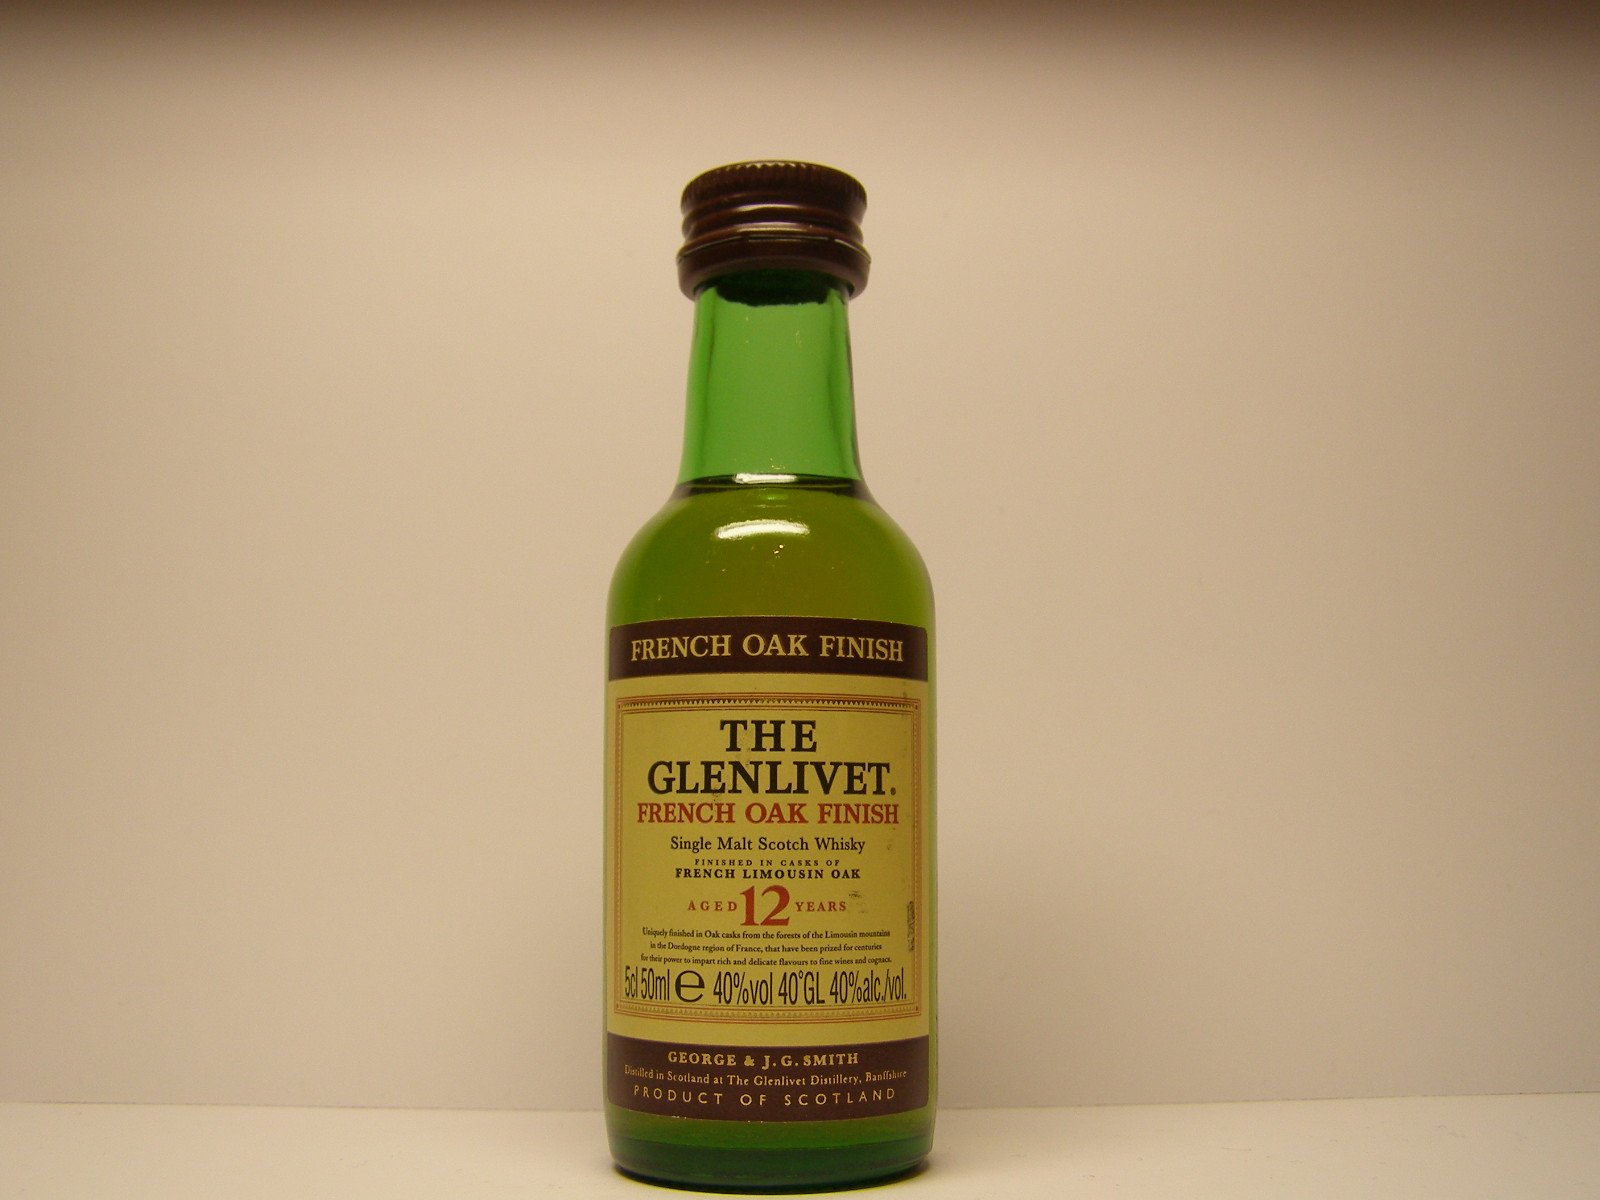 FRENCH OAK FINISH
THE
GLENLIVET®
FRENCH OAK FINISH
Single Malt Scotch Whisky
FINISHED IN CASKS OF
FRENCH LIMOUSIN OAK
AGED 12 YEARS
Uniquely finished in Oak casks from the forests of the Limousin mountains
in the Dordogne region of France, that have been prized for centuries
for their power to impart rich and delicate flavours to fine wines and cognacs.
5cl 50ml e 40%vol 40°GL 40%alc./vol.
GEORGE & J.G. SMITH
Distilled in Scotland at The Glenlivet Distillery, Banffshire
PRODUCT OF SCOTLAND